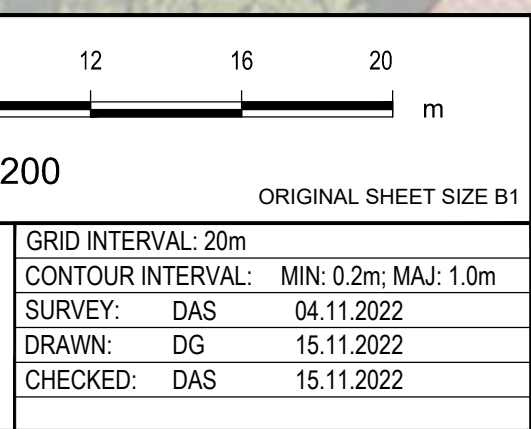 12 16 20
m
200
ORIGINAL SHEET SIZE B1
GRID INTERVAL: 20m
CONTOUR INTERVAL: MIN: 0.2m; MAJ: 1.0m
SURVEY: DAS 04.11.2022
DRAWN: DG 15.11.2022
CHECKED: DAS 15.11.2022